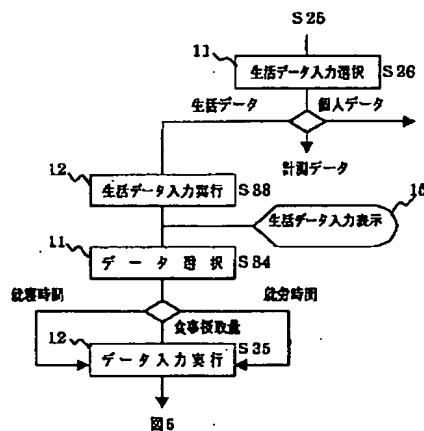 S25
11
生活データ入力選択
S26
生活データ
個人データ
計測データ
12
生活データ入力実行
S33
15
生活データ入力表示
11
データ選択
S34
就寝時間
食事摂取量
就労時間
12
データ入力実行
S35
図6